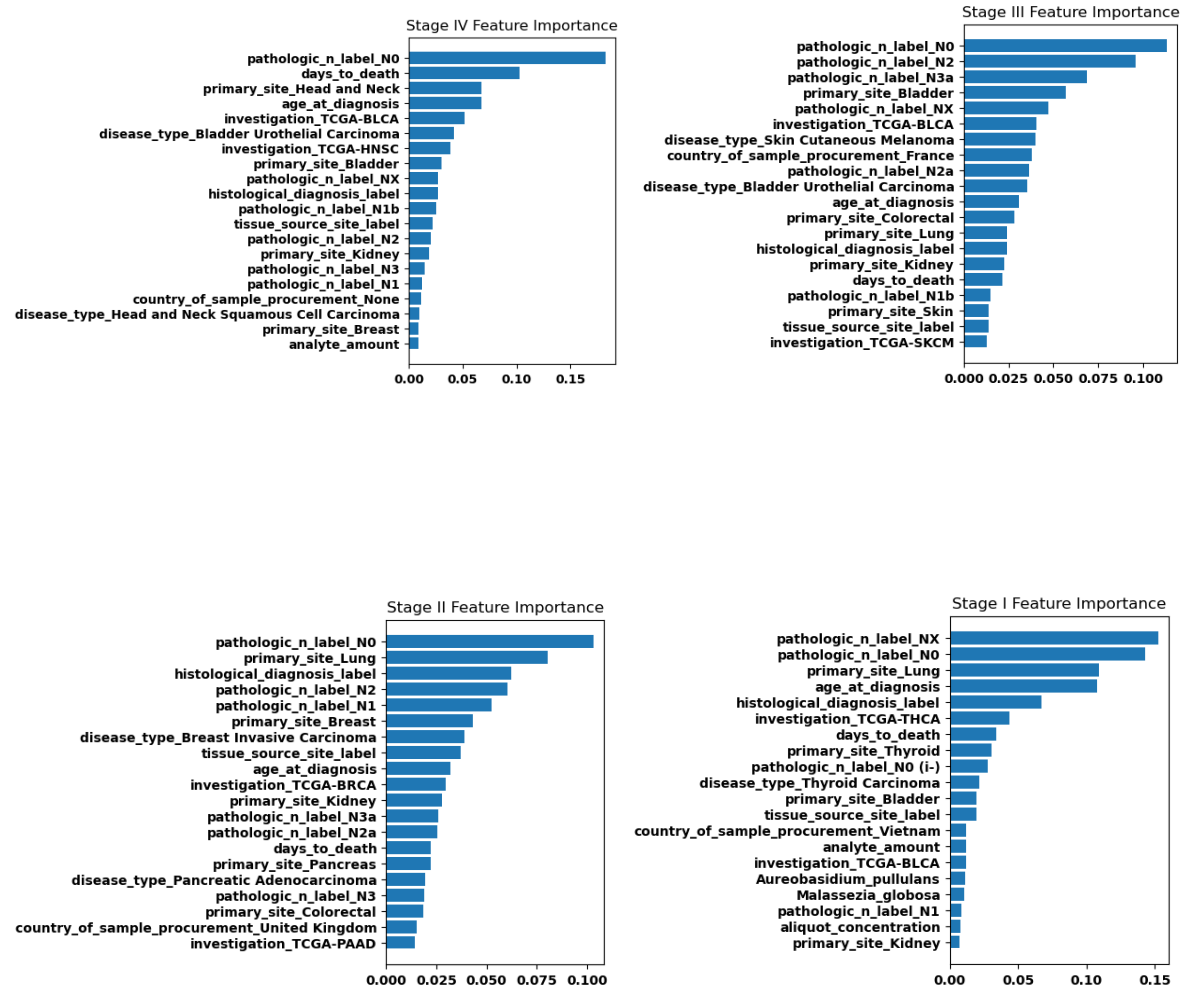 Stage IV Feature Importance
pathologic_n_label_N0
days_to_death
primary_site_Head and Neck
age_at_diagnosis
investigation_TCGA-BLCA
disease_type_Bladder Urothelial Carcinoma
investigation_TCGA-HNSC
primary_site_Bladder
pathologic_n_label_NX
histological_diagnosis_label
pathologic_n_label_N1b
tissue_source_site_label
pathologic_n_label_N2
primary_site_Kidney
pathologic_n_label_N3
pathologic_n_label_N1
country_of_sample_procurement_None
disease_type_Head and Neck Squamous Cell Carcinoma
primary_site_Breast
analyte_amount
0.00 0.05 0.10 0.15
Stage III Feature Importance
pathologic_n_label_N0
pathologic_n_label_N2
pathologic_n_label_N3a
primary_site_Bladder
pathologic_n_label_NX
investigation_TCGA-BLCA
disease_type_Skin Cutaneous Melanoma
country_of_sample_procurement_France
pathologic_n_label_N2a
disease_type_Bladder Urothelial Carcinoma
age_at_diagnosis
primary_site_Colorectal
primary_site_Lung
histological_diagnosis_label
primary_site_Kidney
days_to_death
pathologic_n_label_N1b
primary_site_Skin
tissue_source_site_label
investigation_TCGA-SKCM
0.000 0.025 0.050 0.075 0.100
Stage II Feature Importance
pathologic_n_label_N0
primary_site_Lung
histological_diagnosis_label
pathologic_n_label_N2
pathologic_n_label_N1
primary_site_Breast
disease_type_Breast Invasive Carcinoma
tissue_source_site_label
age_at_diagnosis
investigation_TCGA-BRCA
primary_site_Kidney
pathologic_n_label_N3a
pathologic_n_label_N2a
days_to_death
primary_site_Pancreas
disease_type_Pancreatic Adenocarcinoma
pathologic_n_label_N3
primary_site_Colorectal
country_of_sample_procurement_United Kingdom
investigation_TCGA-PAAD
0.000 0.025 0.050 0.075 0.100
Stage I Feature Importance
pathologic_n_label_NX
pathologic_n_label_N0
primary_site_Lung
age_at_diagnosis
histological_diagnosis_label
investigation_TCGA-THCA
days_to_death
primary_site_Thyroid
pathologic_n_label_N0 (i-)
disease_type_Thyroid Carcinoma
primary_site_Bladder
tissue_source_site_label
country_of_sample_procurement_Vietnam
analyte_amount
investigation_TCGA-BLCA
Aureobasidium_pullulans
Malassezia_globosa
pathologic_n_label_N1
aliquot_concentration
primary_site_Kidney
0.00 0.05 0.10 0.15